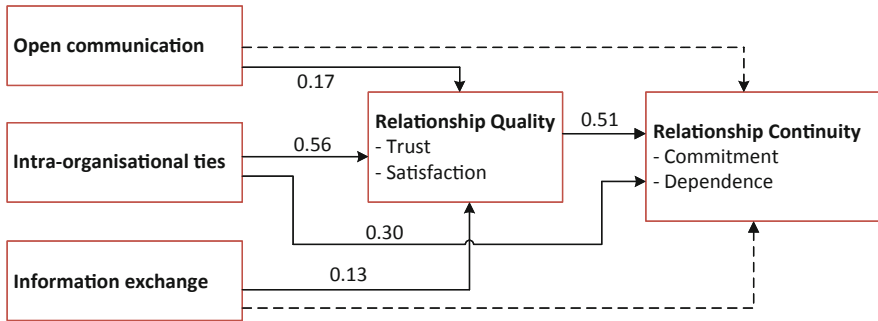 Open communication
0.17
Relationship Quality
- Trust
- Satisfaction
0.51
Relationship Continuity
- Commitment
- Dependence
Intra-organisational ties
0.56
0.30
Information exchange
0.13